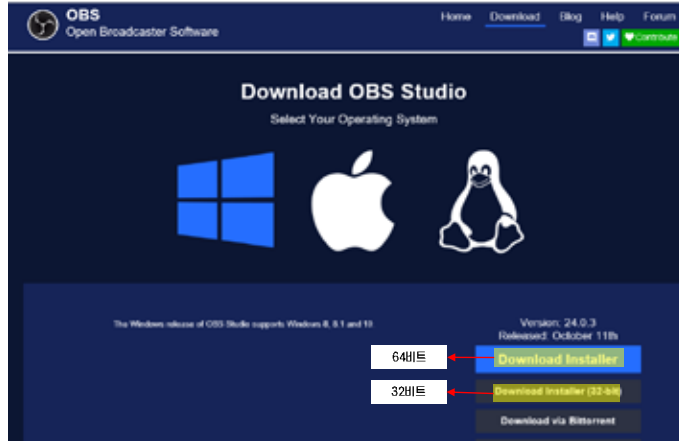 OBS
Open Broadcaster Software
Home Download Blog Help Forum
Contribute
Download OBS Studio
Select Your Operating System
The Windows release of OBS Studio supports Windows 8, 8.1 and 10
Version: 24.0.3
Released: October 11th
64비트
Download Installer
32비트
Download Installer (32-bit)
Download via Bittorrent